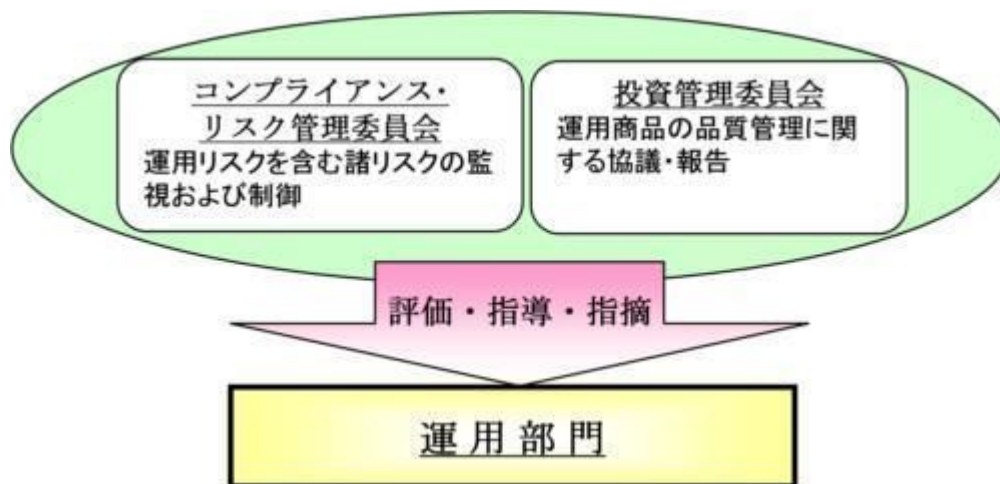 コンプライアンス・
リスク管理委員会
運用リスクを含む諸リスクの監
視および制御
投資管理委員会
運用商品の品質管理に関
する協議・報告
評価・指導・指摘
運用部門